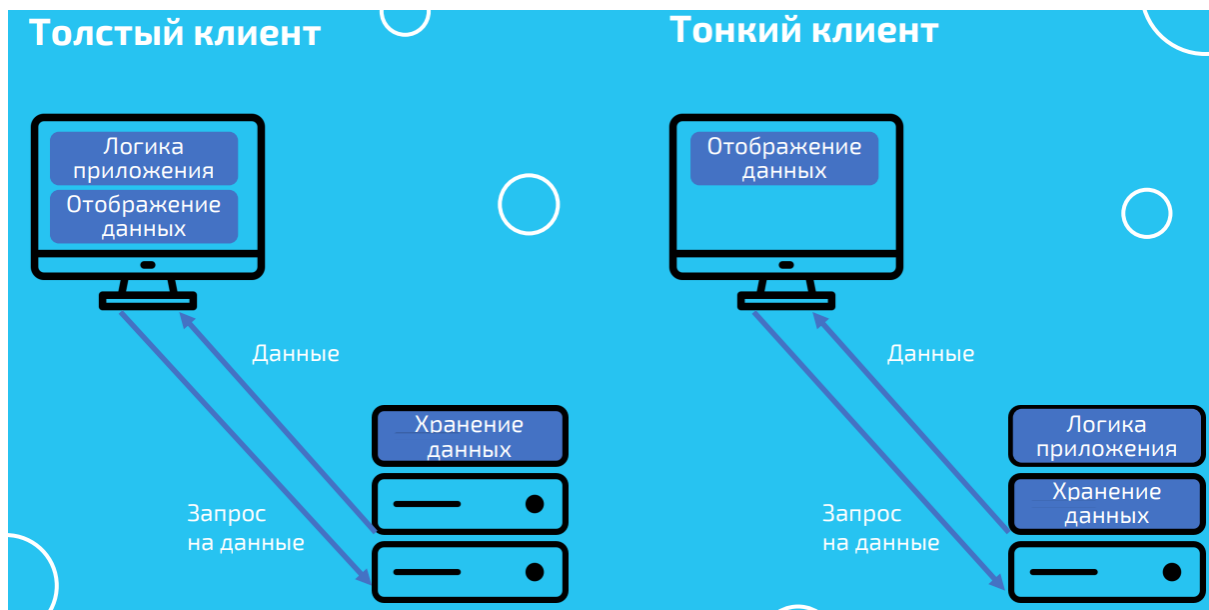 Толстый клиент
Логика
приложения
Отображение
данных
Данные
Хранение
данных
Запрос
на данные
Тонкий клиент
Отображение
данных
Данные
Логика
приложения
Хранение
данных
Запрос
на данные